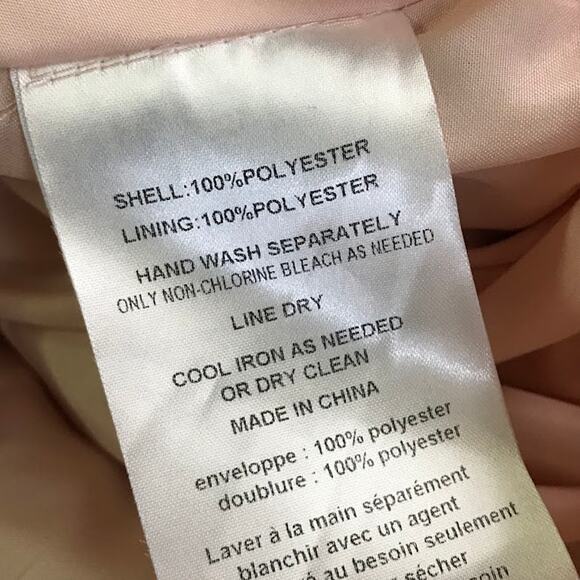 SHELL:100%POLYESTER
LINING:100%POLYESTER
HAND WASH SEPARATELY
ONLY NON-CHLORINE BLEACH AS NEEDED
LINE DRY
COOL IRON AS NEEDED
OR DRY CLEAN
MADE IN CHINA
enveloppe : 100% polyester
doublure : 100% polyester
Laver à la main séparément
blanchir avec un agent
au besoin seulement
sécher